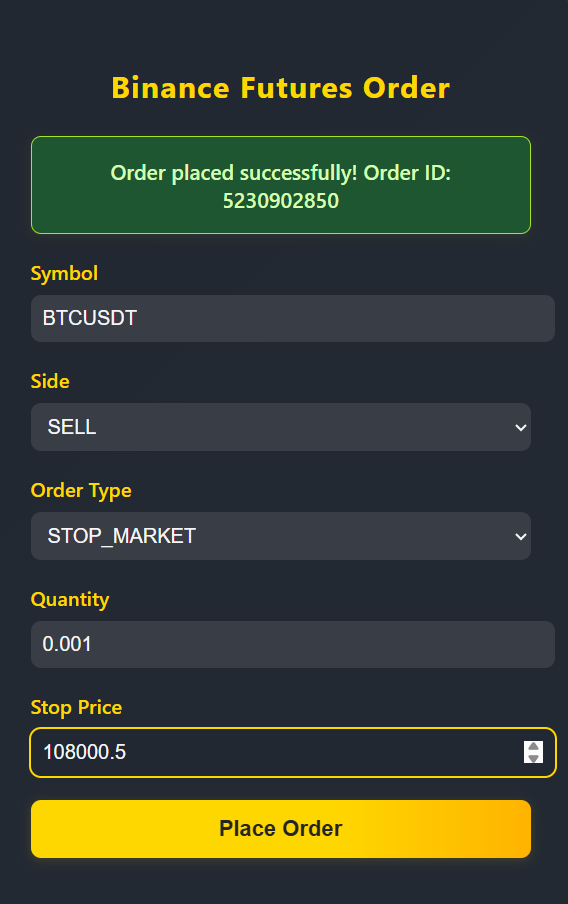 Binance Futures Order
Order placed successfully! Order ID:
5230902850
Symbol
BTCUSDT
Side
SELL
Order Type
STOP_MARKET
Quantity
0.001
Stop Price
108000.5
Place Order